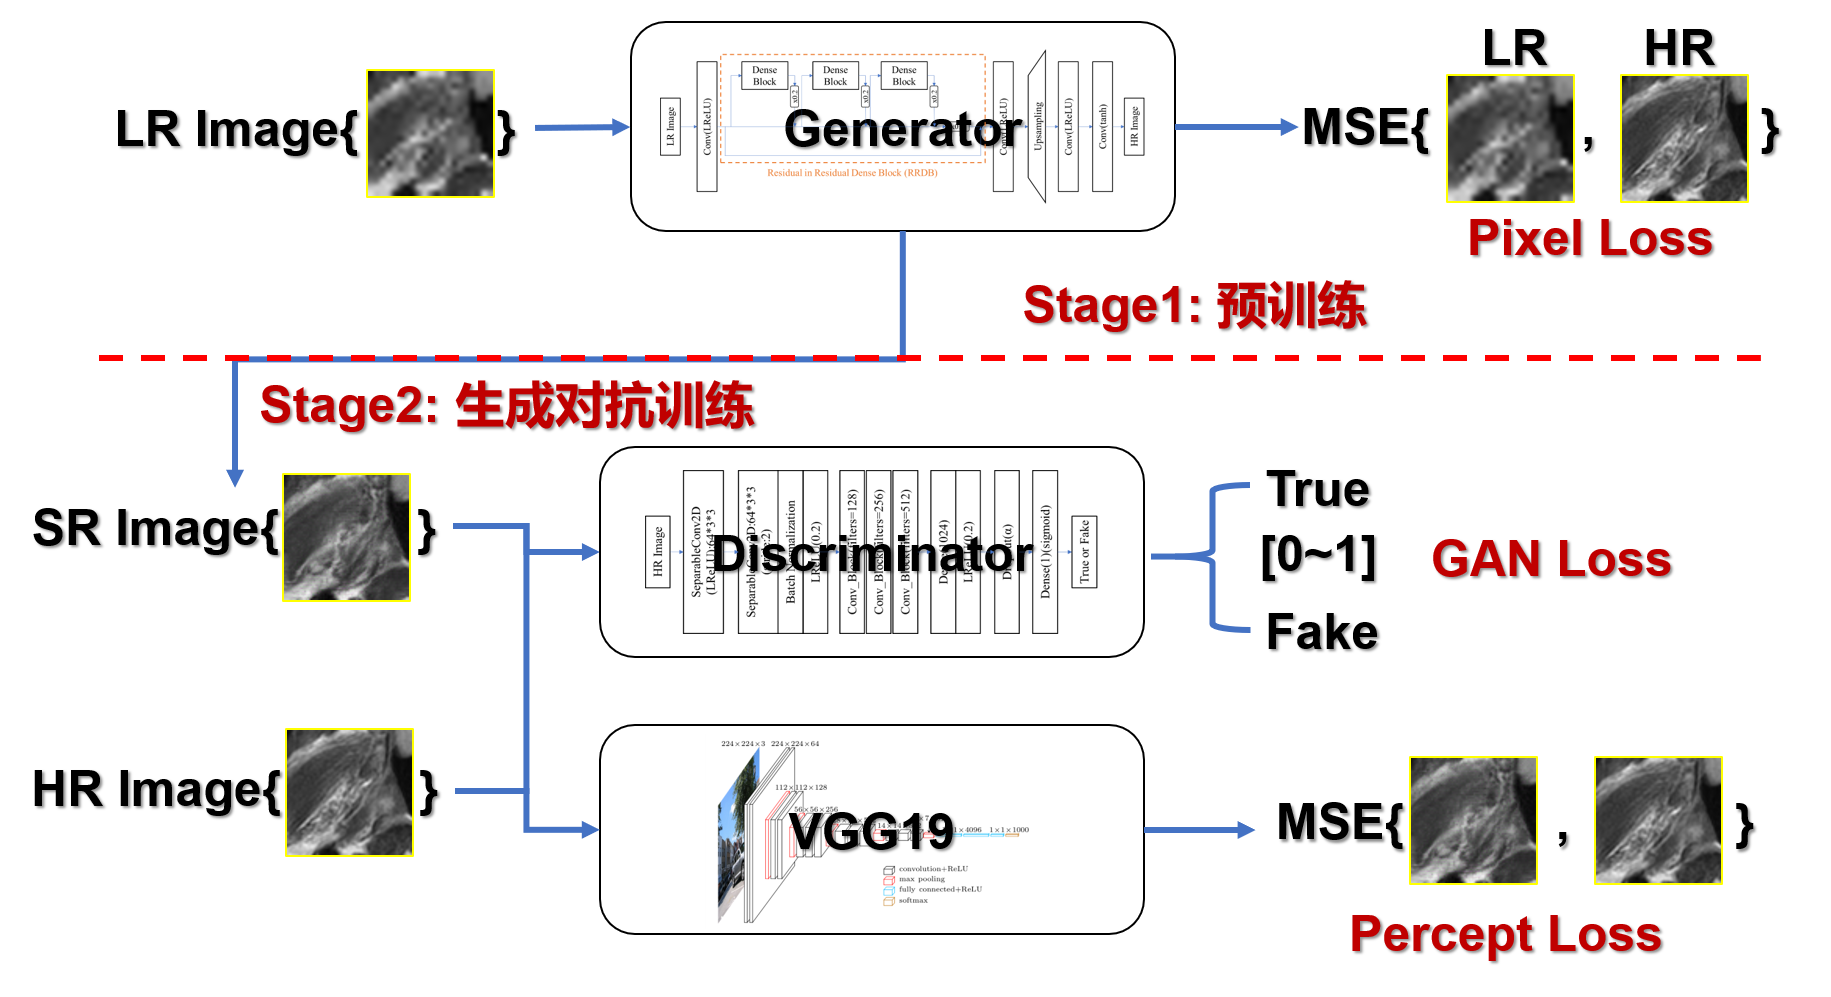 LR Image{ }
LR Image
Conv(LReLU)
Dense Block
Dense Block
Dense Block
x0.2
x0.2
x0.2
Generator
Residual in Residual Dense Block (RRDB)
Conv(LReLU)
Upsampling
Conv(LReLU)
Conv(tanh)
HR Image
LR HR
MSE{ , }
Pixel Loss
Stage1: 预训练
Stage2: 生成对抗训练
SR Image{ }
HR Image
SeparableConv2D
(LReLU):64*3*3
SeparableConv2D:64*3*3
Batch Normalization
LReLU(0.2)
Conv_Block(filters=128)
Conv_Block(filters=256)
Conv_Block(filters=512)
LReLU(0.2)
Dense(1)(sigmoid)
True or Fake
Discriminator
True
[0~1]
Fake
GAN Loss
HR Image{ }
224×224×3 224×224×64
112×112×128
56×56×256
1×1×4096 1×1×1000
VGG19
convolution+ReLU
max pooling
fully connected+ReLU
softmax
MSE{ , }
Percept Loss